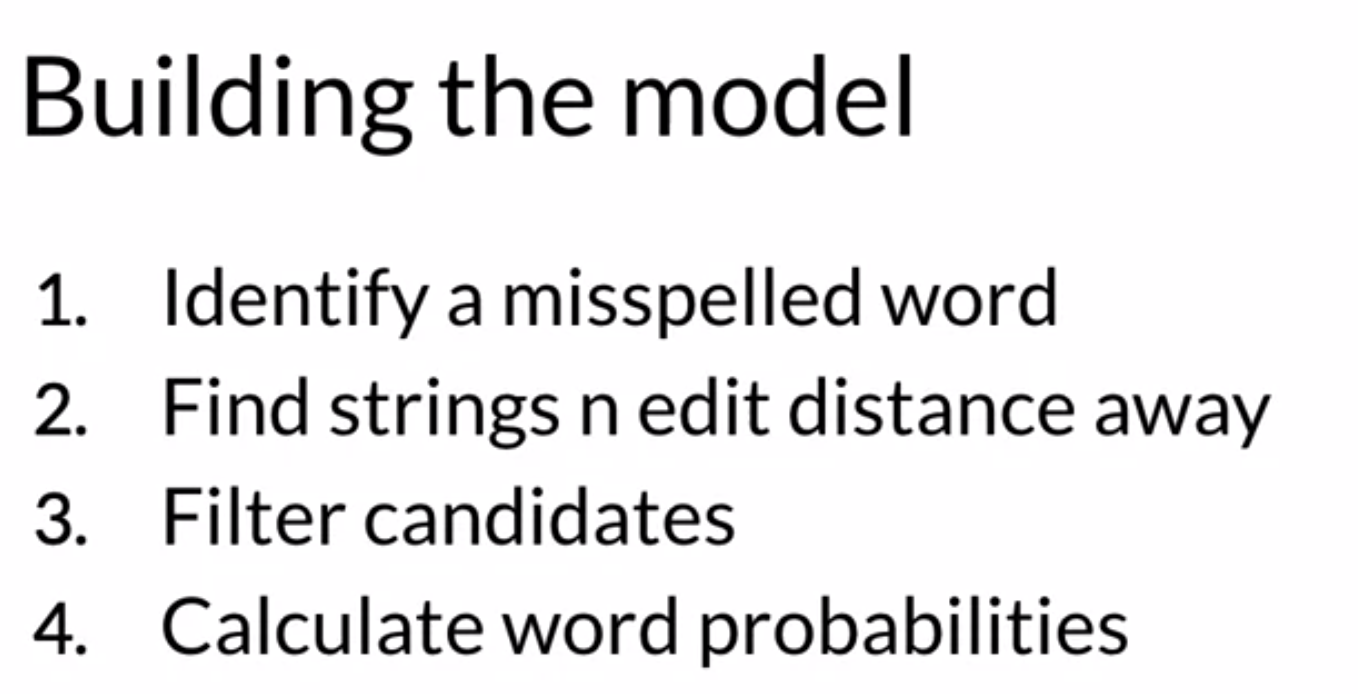 Building the model
1. Identify a misspelled word
2. Find strings n edit distance away
3. Filter candidates
4. Calculate word probabilities